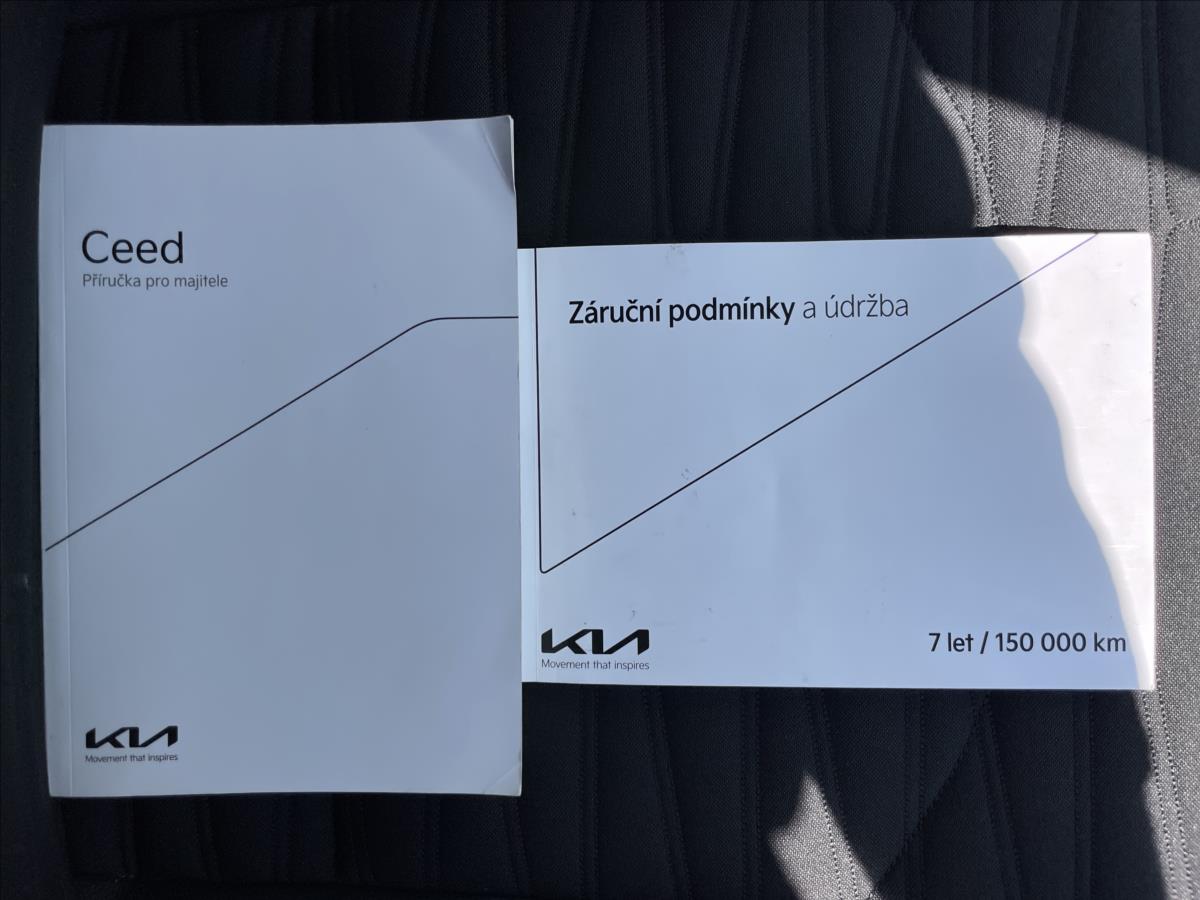 Ceed
Příručka pro majitele
KIA
Movement that inspires
Záruční podmínky a údržba
KIA
Movement that inspires
7 let / 150 000 km